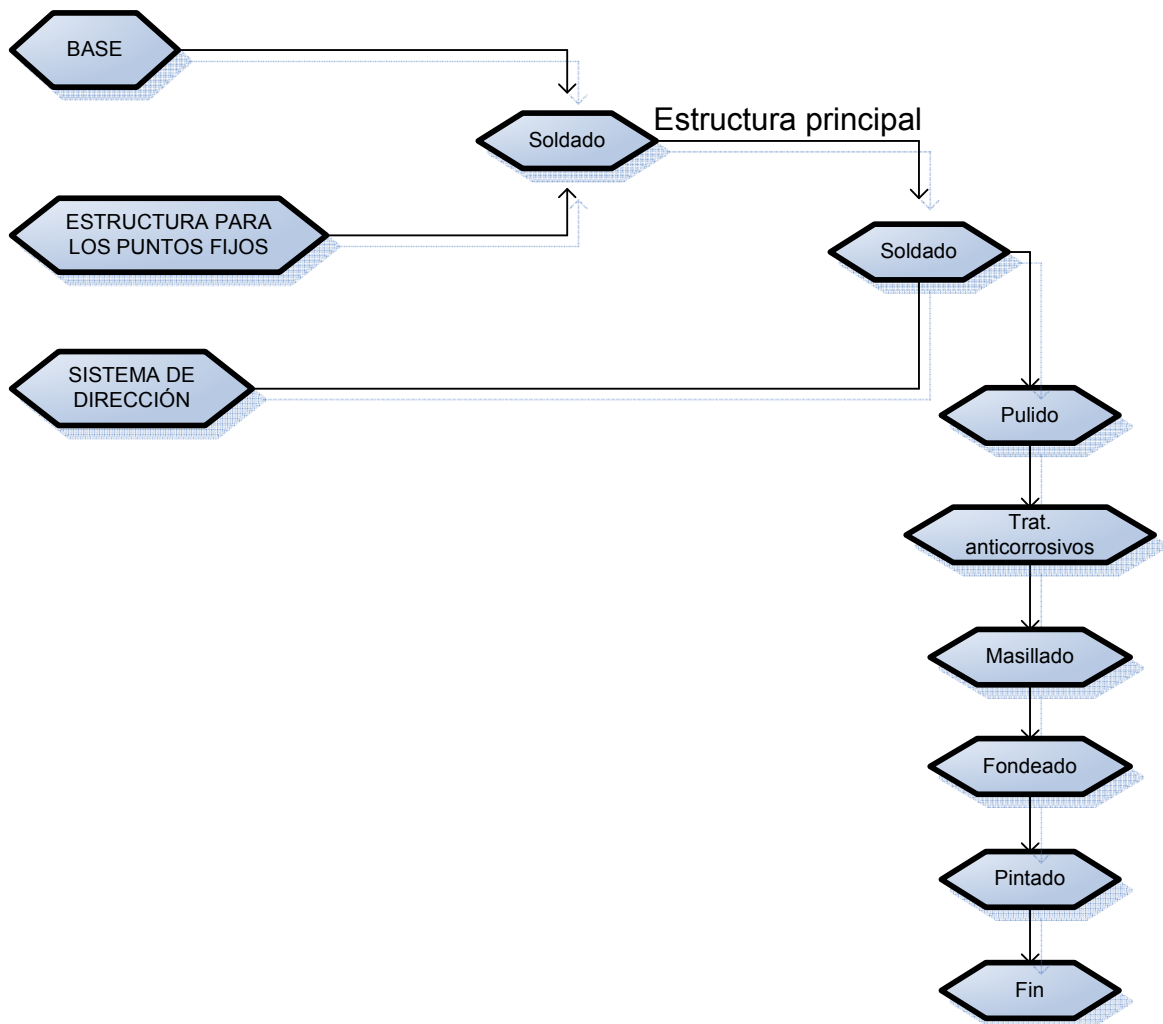 BASE
Estructura principal
Soldado
ESTRUCTURA PARA
LOS PUNTOS FIJOS
Soldado
SISTEMA DE
DIRECCIÓN
Pulido
Trat.
anticorrosivos
Masillado
Fondeado
Pintado
Fin